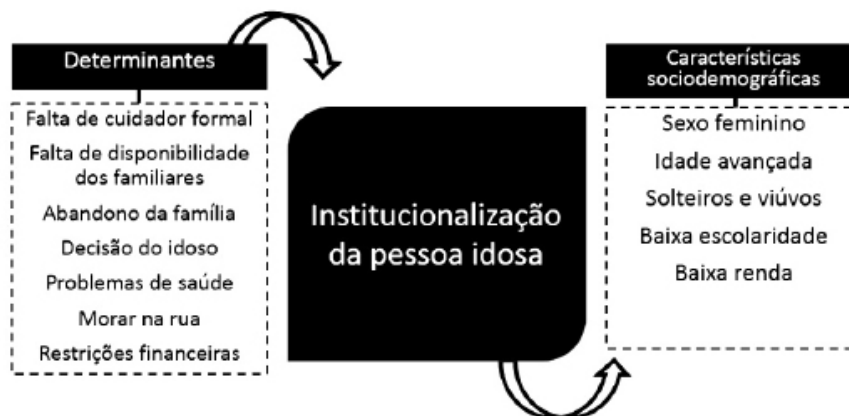 Determinantes
Falta de cuidador formal
Falta de disponibilidade
dos familiares
Abandono da família
Decisão do idoso
Problemas de saúde
Morar na rua
Restrições financeiras
Institucionalização
da pessoa idosa
Características
sociodemográficas
Sexo feminino
Idade avançada
Solteiros e viúvos
Baixa escolaridade
Baixa renda